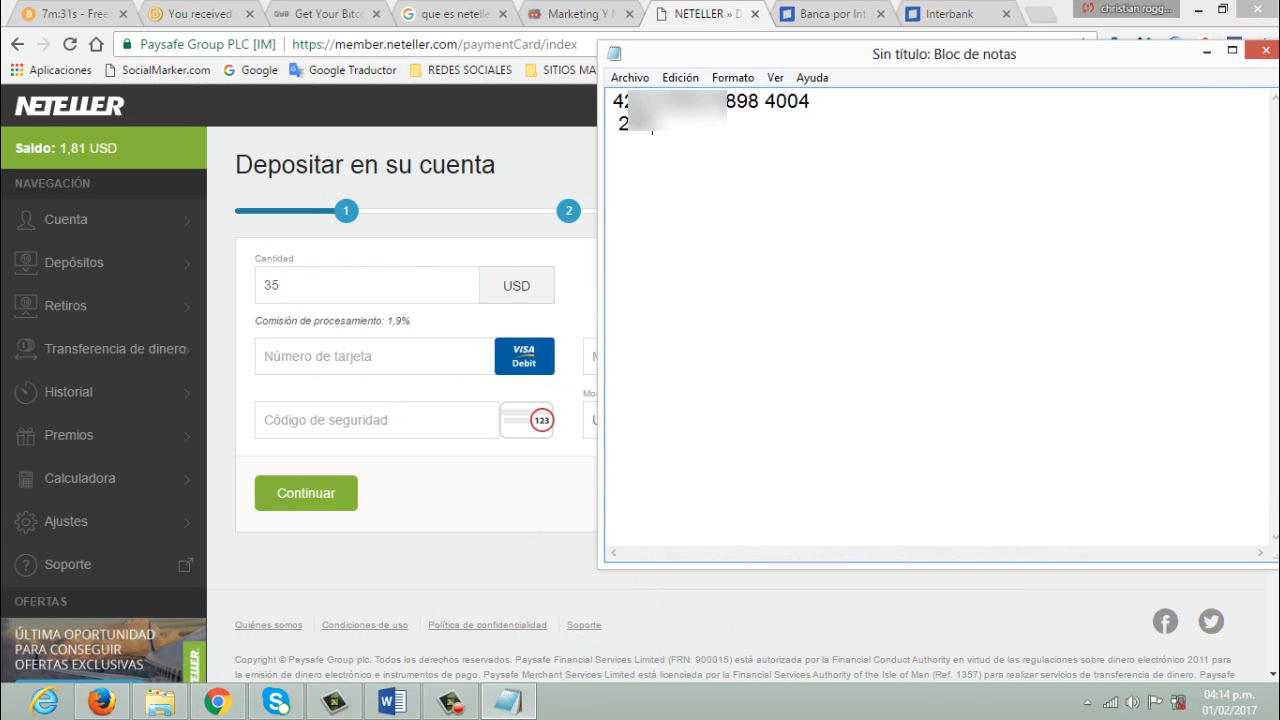 7m:31s - Free
You received
Get Your Bitc
que es netelle
Marketing Y N
NETELLER » D
Banca por Int
Interbank
christian rogg...
Paysafe Group PLC [IM]
https://member.neteller.com/paymentCard/index
Aplicaciones
SocialMarker.com
Google
Google Traductor
REDES SOCIALES
SITIOS MA
Sin título: Bloc de notas
Archivo Edición Formato Ver Ayuda
898 4004
NETELLER
Saldo: 1,81 USD
NAVEGACIÓN
Cuenta
Depósitos
Retiros
Transferencia de dinero
Historial
Premios
Calculadora
Ajustes
Soporte
OFERTAS
ÚLTIMA OPORTUNIDAD
PARA CONSEGUIR
OFERTAS EXCLUSIVAS
NETELLER
Depositar en su cuenta
1
2
Cantidad
35
USD
Comisión de procesamiento: 1,9%
Número de tarjeta
VISA
Debit
Código de seguridad
123
Continuar
Quiénes somos
Condiciones de uso
Política de confidencialidad
Soporte
Copyright © Paysafe Group plc. Todos los derechos reservados. Paysafe Financial Services Limited (FRN: 900015) está autorizada por la Financial Conduct Authority en virtud de las regulaciones sobre dinero electrónico 2011 para
la emisión de dinero electrónico e instrumentos de pago. Paysafe Merchant Services Limited está licenciada por la Financial Services Authority of the Isle of Man (Ref. 1357) para realizar servicios de transferencia de dinero. Paysafe
04:14 p.m.
01/02/2017